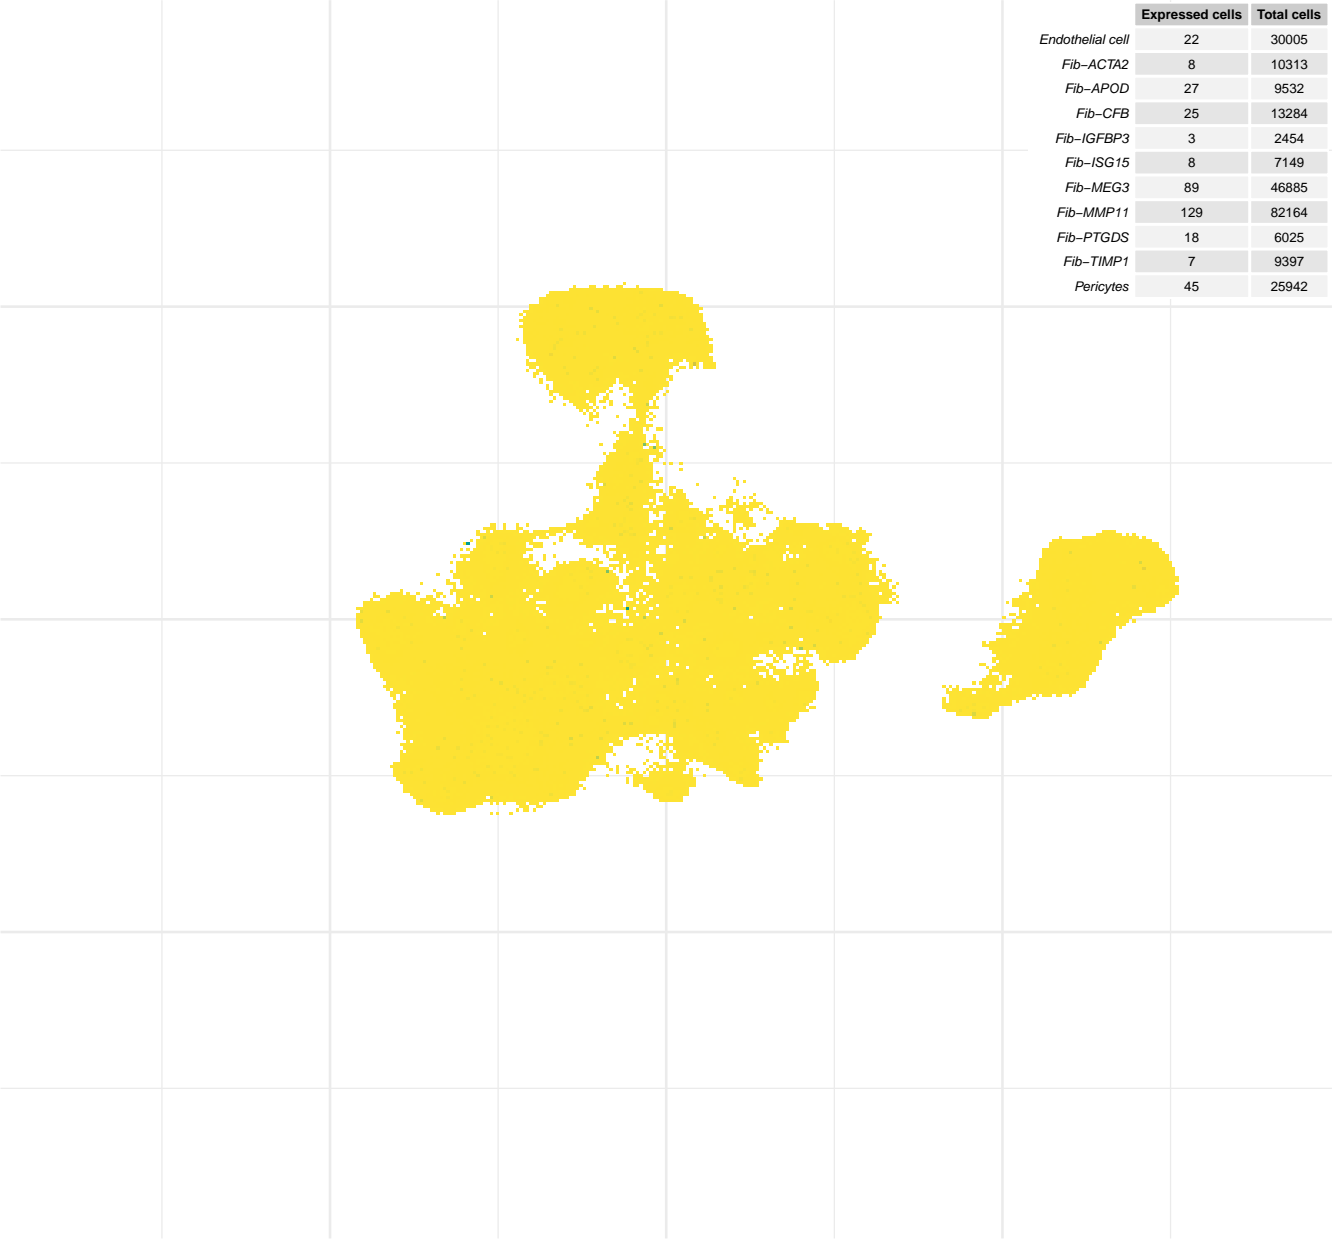 Expressed cells Total cells
Endothelial cell 22 30005
Fib−ACTA2 8 10313
Fib−APOD 27 9532
Fib−CFB 25 13284
Fib−IGFBP3 3 2454
Fib−ISG15 8 7149
Fib−MEG3 89 46885
Fib−MMP11 129 82164
Fib−PTGDS 18 6025
Fib−TIMP1 7 9397
Pericytes 45 25942